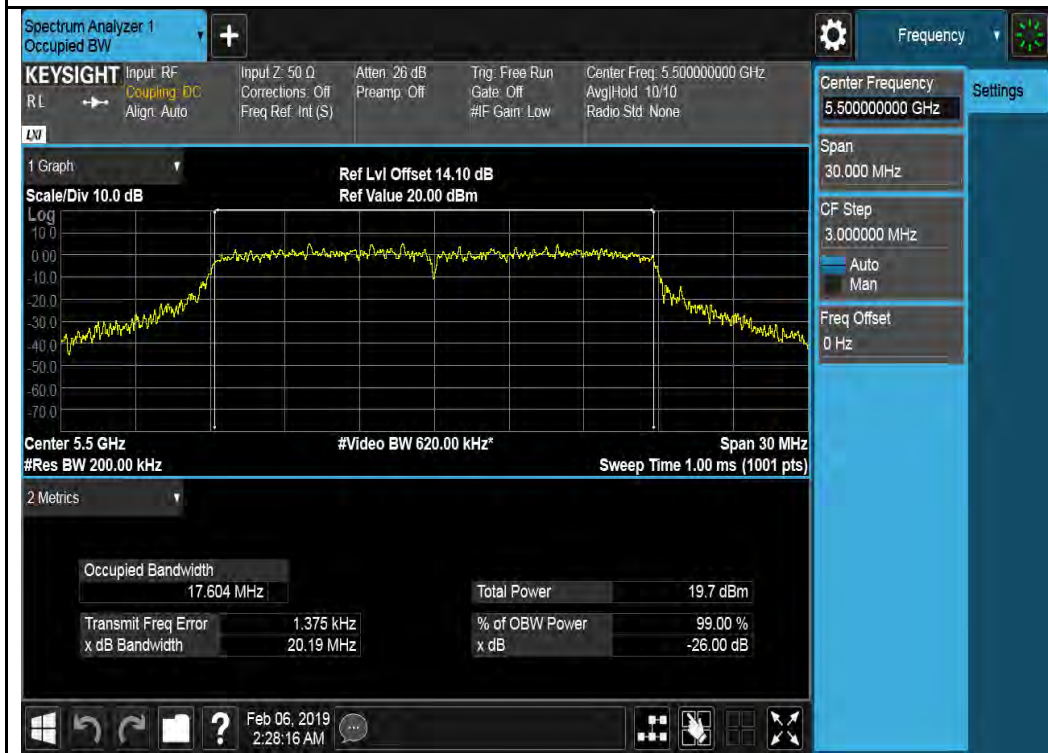 Spectrum Analyzer 1
Occupied BW
+
Frequency
KEYSIGHT
R L
LXI
Input: RF
Coupling: DC
Align: Auto
Input Z: 50 Ω
Corrections: Off
Freq Ref: Int (S)
Atten: 26 dB
Preamp: Off
Trig: Free Run
Gate: Off
#IF Gain: Low
Center Freq: 5.500000000 GHz
Avg|Hold: 10/10
Radio Std: None
Center Frequency
5.500000000 GHz
Settings
Span
30.000 MHz
CF Step
3.000000 MHz
Auto
Man
Freq Offset
0 Hz
1 Graph
Scale/Div 10.0 dB
Ref Lvl Offset 14.10 dB
Ref Value 20.00 dBm
Log
10.0
0.00
-10.0
-20.0
-30.0
-40.0
-50.0
-60.0
-70.0
Center 5.5 GHz
#Video BW 620.00 kHz*
Span 30 MHz
#Res BW 200.00 kHz
Sweep Time 1.00 ms (1001 pts)
2 Metrics
Occupied Bandwidth
17.604 MHz
Total Power 19.7 dBm
Transmit Freq Error 1.375 kHz
% of OBW Power 99.00 %
x dB Bandwidth 20.19 MHz
x dB -26.00 dB
?
Feb 06, 2019
2:28:16 AM